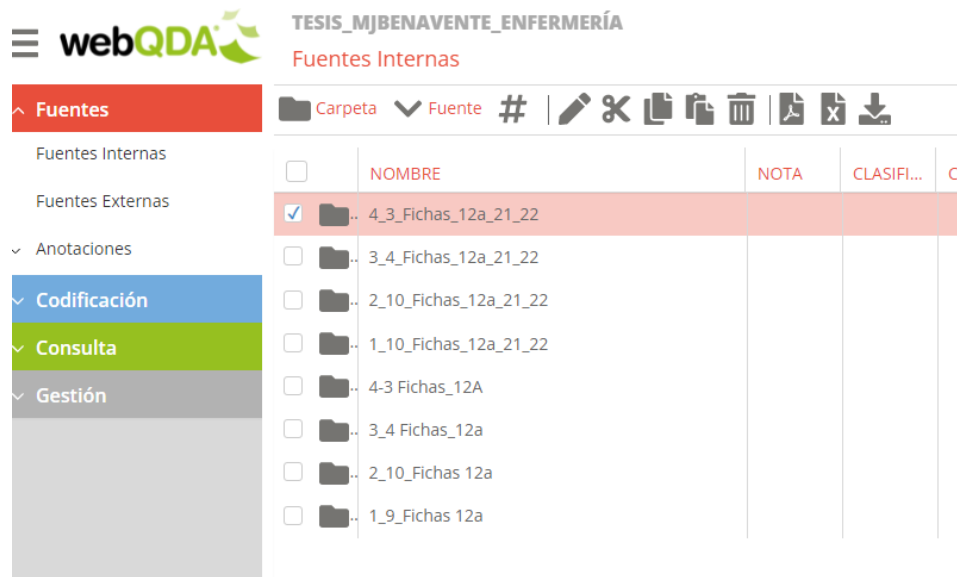 webQDA
TESIS_MJBENAVENTE_ENFERMERÍA
Fuentes Internas
Fuentes
Fuentes Internas
Fuentes Externas
Anotaciones
Codificación
Consulta
Gestión
Carpeta Fuente #
NOMBRE NOTA CLASIFI... C
4_3_Fichas_12a_21_22
3_4_Fichas_12a_21_22
2_10_Fichas_12a_21_22
1_10_Fichas_12a_21_22
4-3 Fichas_12A
3_4 Fichas_12a
2_10_Fichas 12a
1_9_Fichas 12a